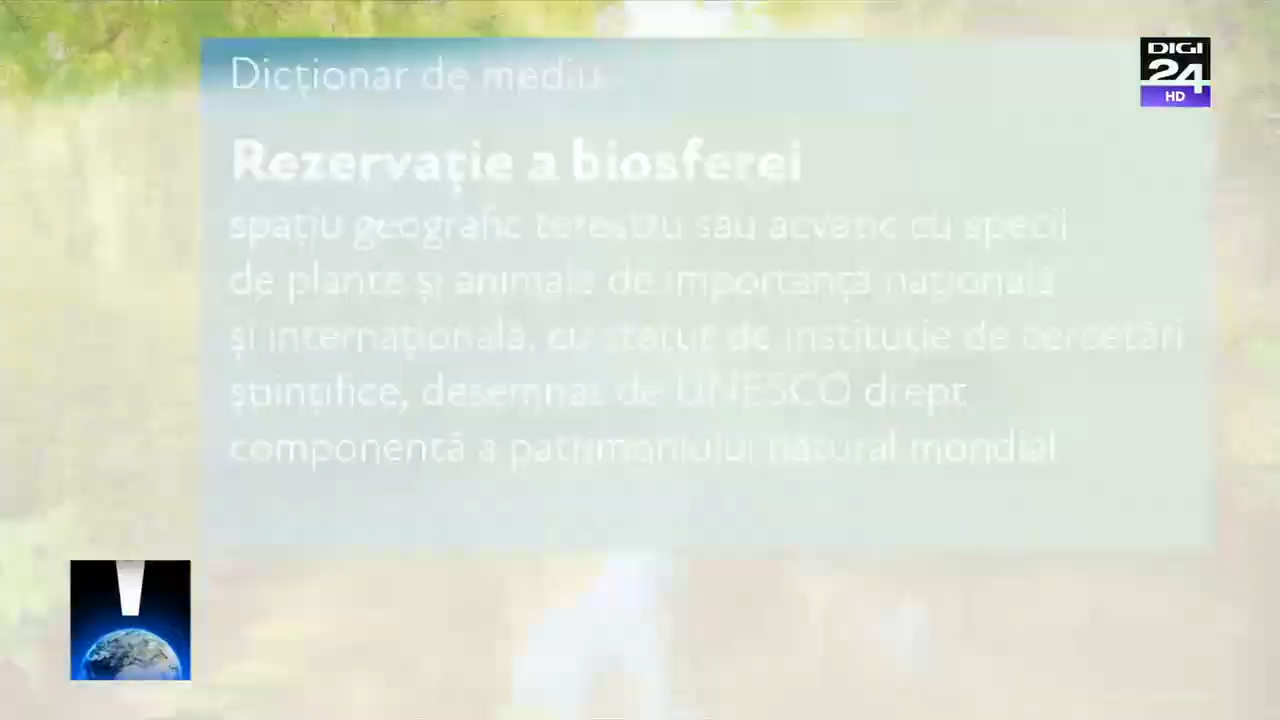 Dicționar de mediu
DIGI
24
HD
Rezervație a biosferei
spațiu geografic terestru sau acvatic cu specii
de plante și animale de importanță națională
și internațională, cu statut de instituție de cercetări
științifice, desemnat de UNESCO drept
componentă a patrimoniului natural mondial